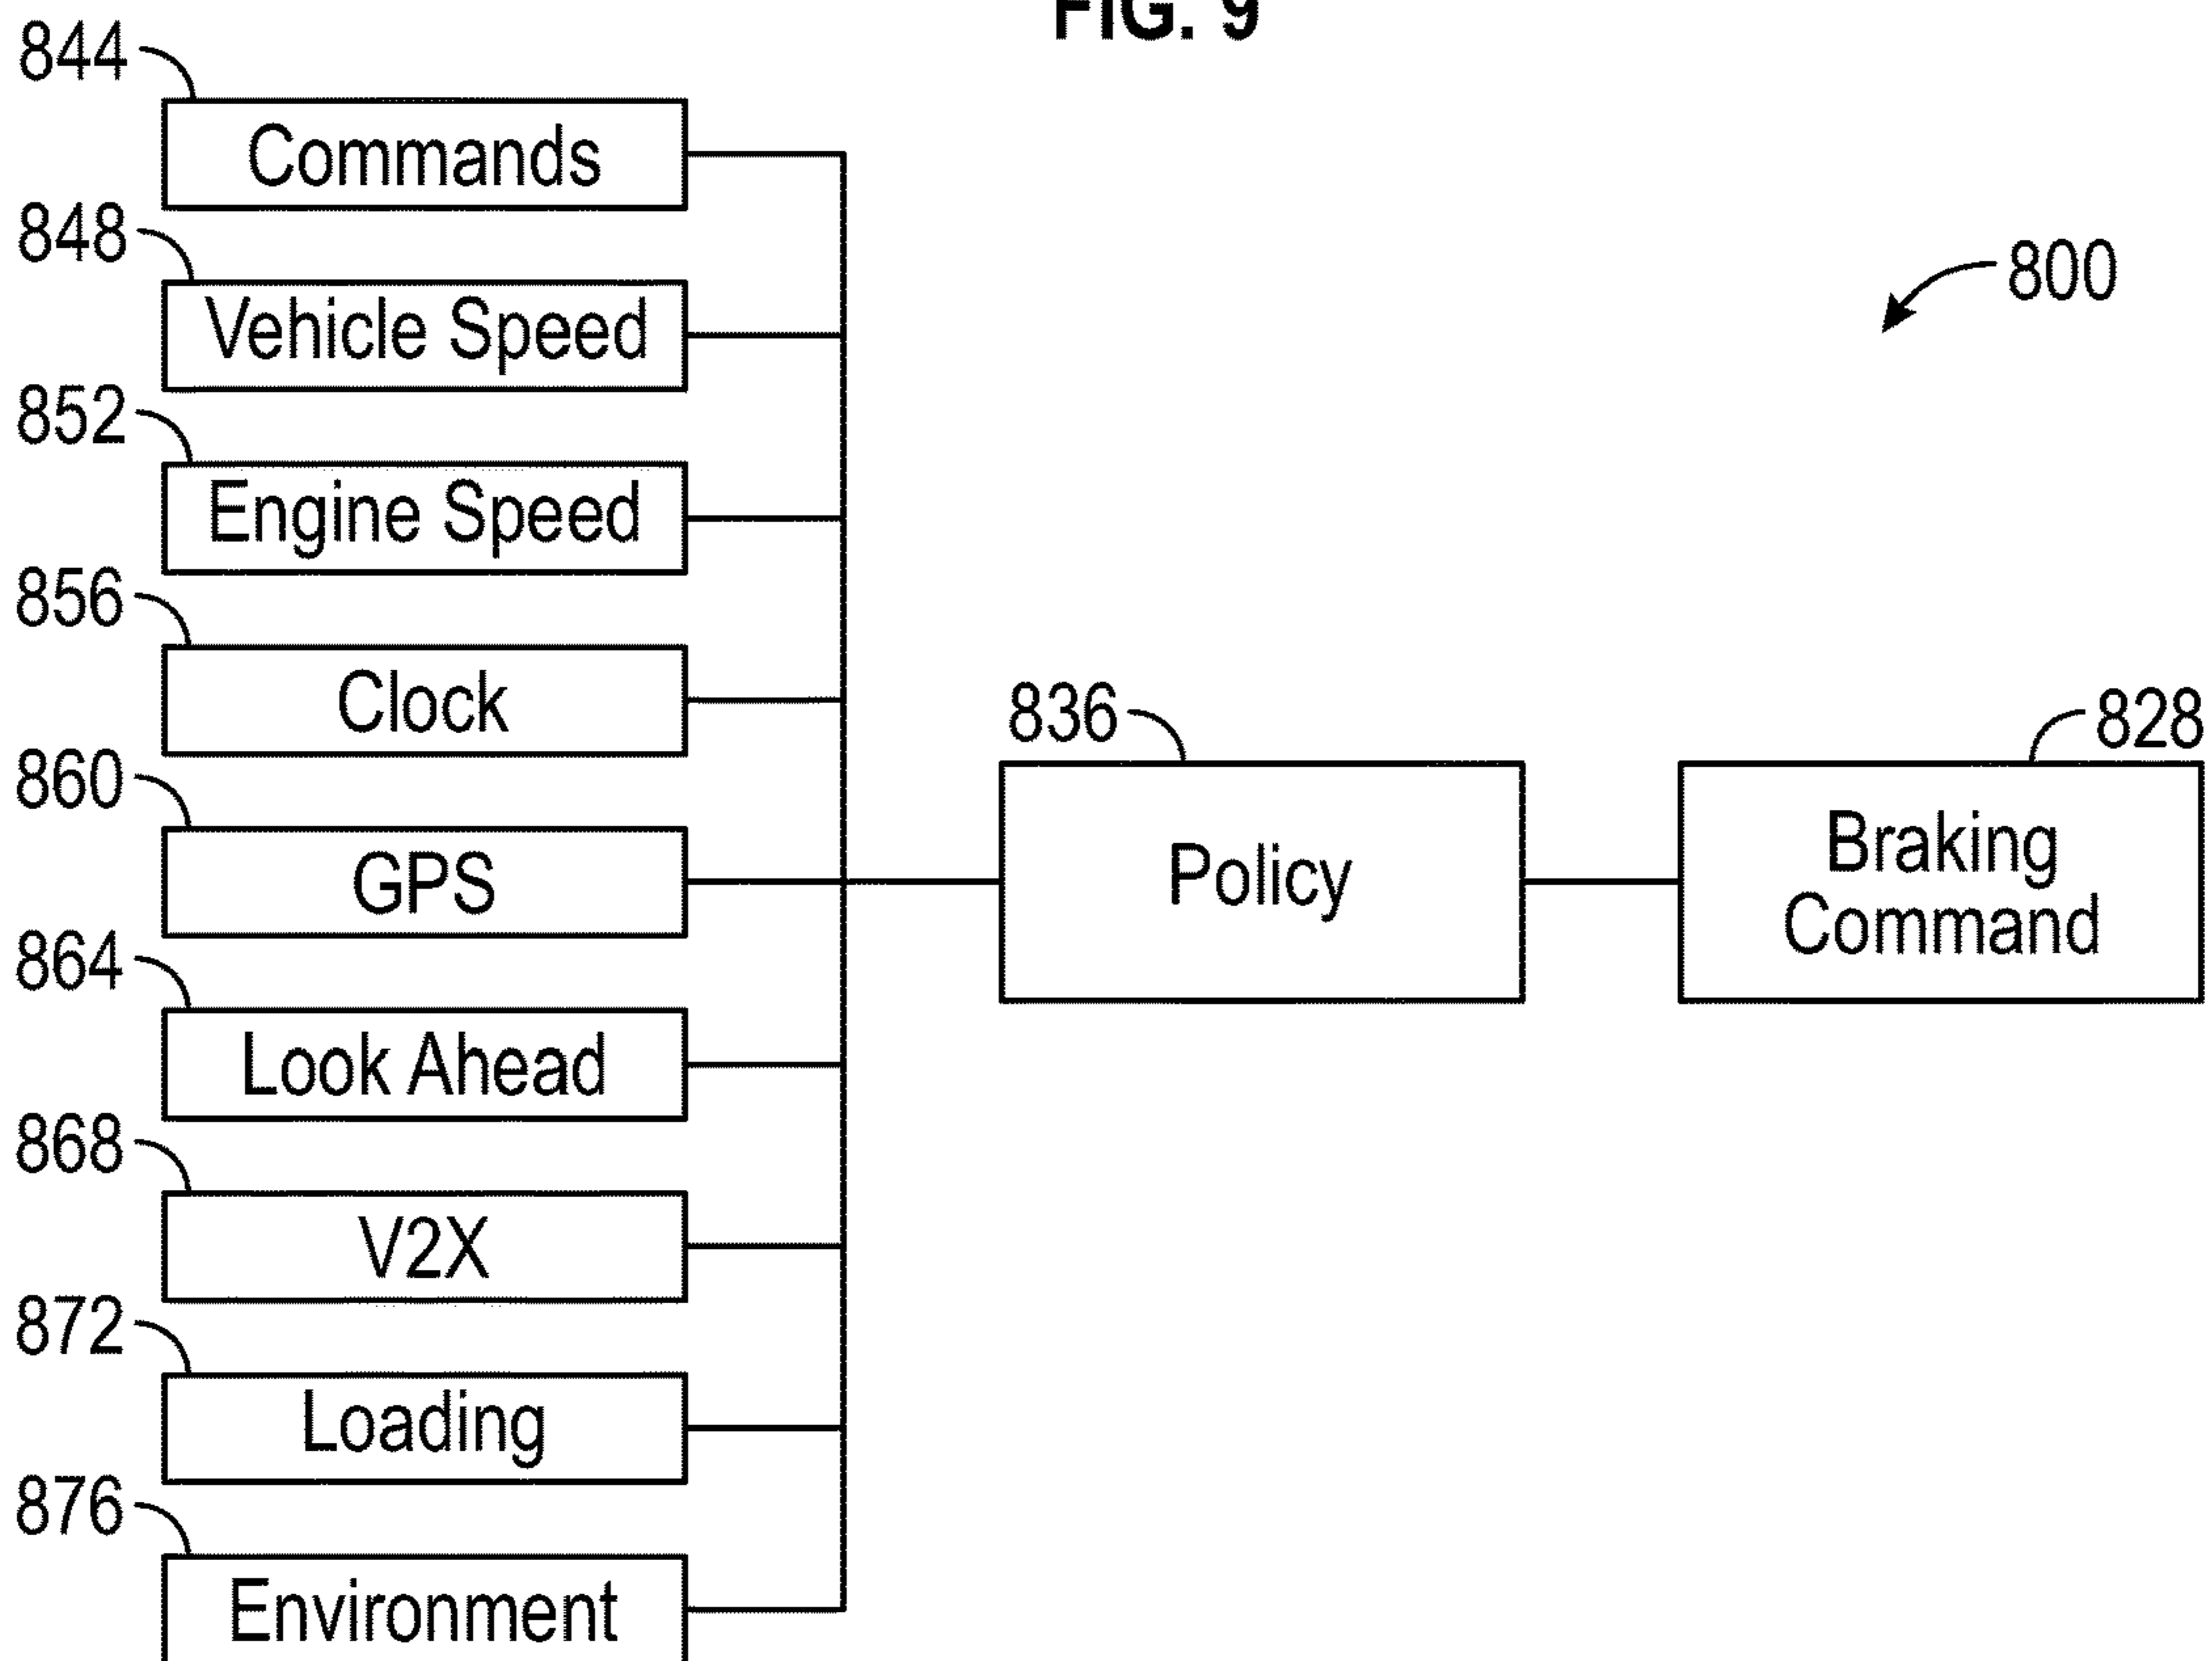 FIG. 9
844
Commands
848
Vehicle Speed
800
852
Engine Speed
856
Clock
836
828
860
GPS
Policy
Braking
Command
864
Look Ahead
868
V2X
872
Loading
876
Environment